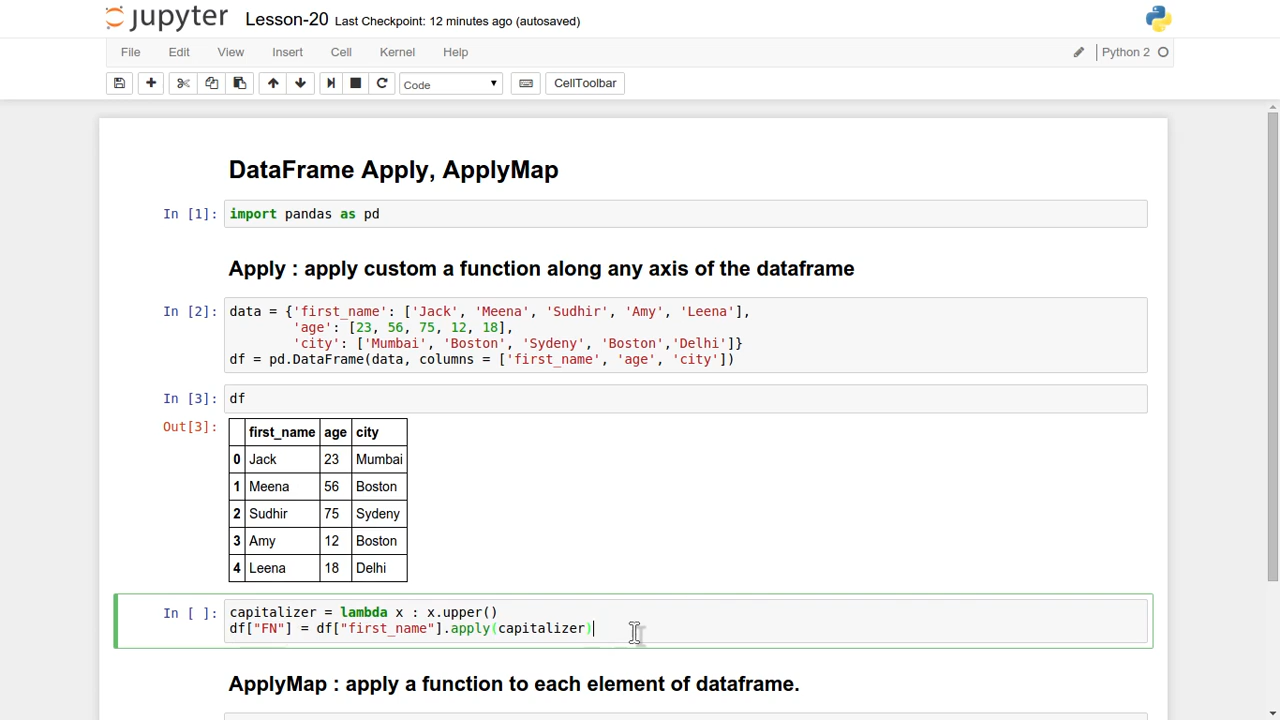 jupyter Lesson-20 Last Checkpoint: 12 minutes ago (autosaved)
File Edit View Insert Cell Kernel Help Python 2
Code CellToolbar
DataFrame Apply, ApplyMap
In [1]: import pandas as pd
Apply : apply custom a function along any axis of the dataframe
In [2]: data = {'first_name': ['Jack', 'Meena', 'Sudhir', 'Amy', 'Leena'],
'age': [23, 56, 75, 12, 18],
'city': ['Mumbai', 'Boston', 'Sydeny', 'Boston','Delhi']}
df = pd.DataFrame(data, columns = ['first_name', 'age', 'city'])
In [3]: df
Out[3]:
first_name age city
0 Jack 23 Mumbai
1 Meena 56 Boston
2 Sudhir 75 Sydeny
3 Amy 12 Boston
4 Leena 18 Delhi
In [ ]: capitalizer = lambda x : x.upper()
df["FN"] = df["first_name"].apply(capitalizer)
ApplyMap : apply a function to each element of dataframe.